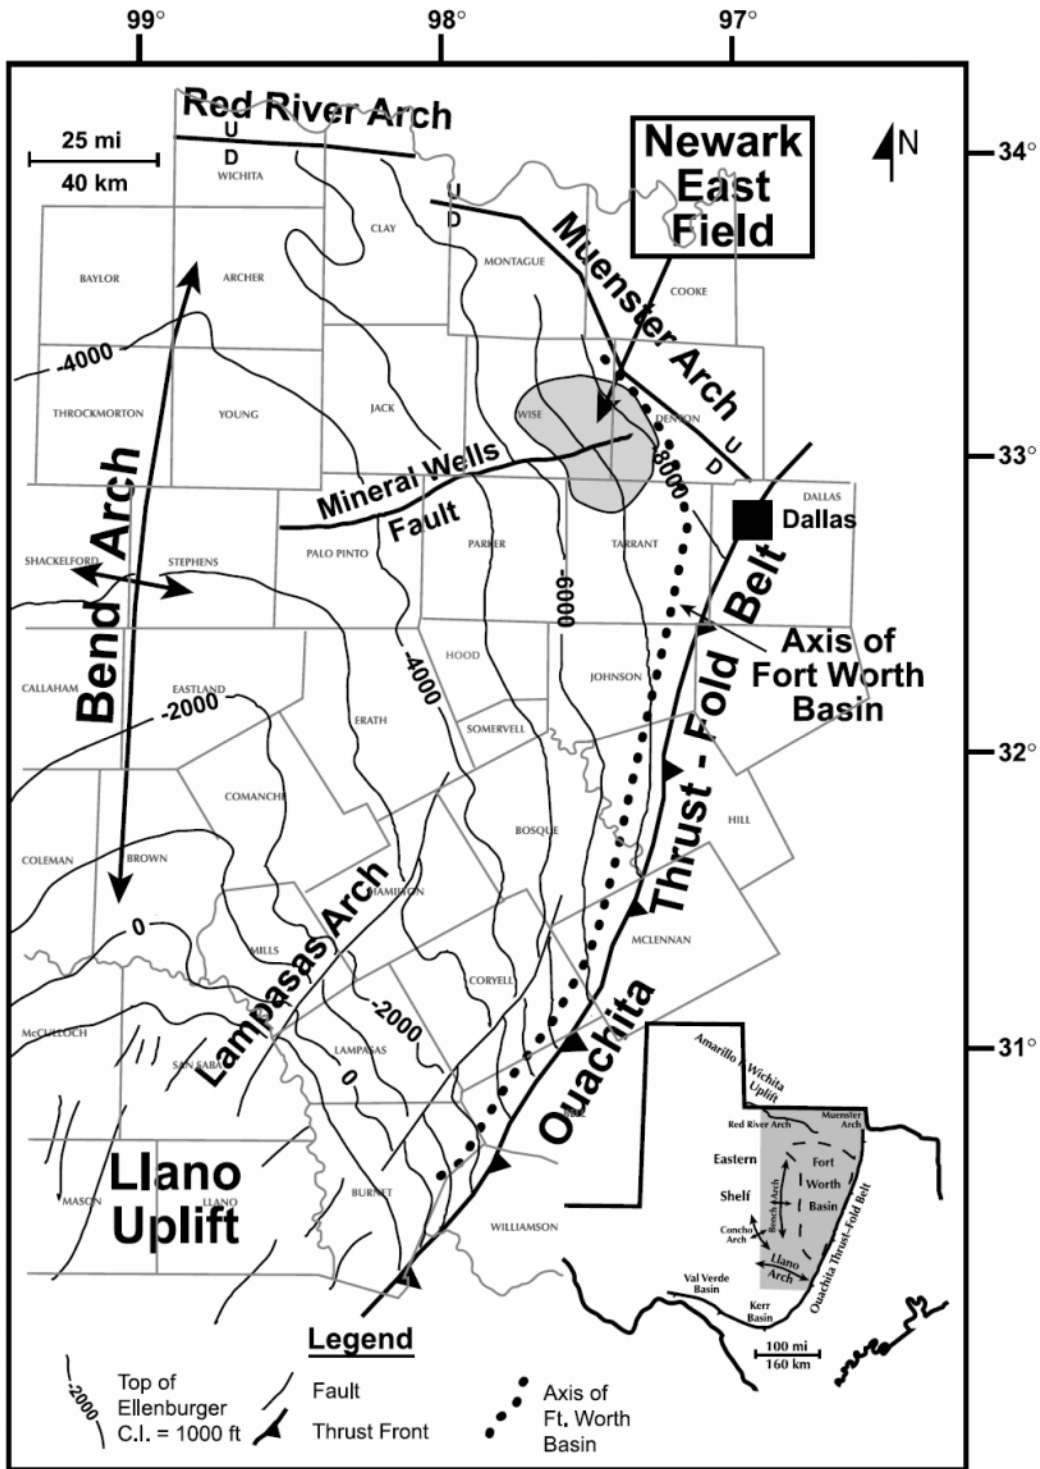 99°
98°
97°
Red River Arch
U
D
25 mi
40 km
WICHITA
Newark
East
Field
N
34°
U
D
CLAY
MONTAGUE
COOKE
Muenster Arch
BAYLOR
ARCHER
-4000
THROCKMORTON
YOUNG
JACK
WISE
DENTON
U
D
33°
-8000
Mineral Wells
Fault
Bend Arch
DALLAS
Dallas
SHACKELFORD
STEPHENS
PALO PINTO
PARKER
TARRANT
-6000
Axis of
Fort Worth
Basin
HOOD
JOHNSON
CALLAHAM
EASTLAND
-2000
-4000
ERATH
SOMERVELL
32°
COMANCHE
BOSQUE
HILL
COLEMAN
BROWN
HAMILTON
0
MILLS
Lampasas Arch
MCLENNAN
CORYELL
-2000
McCULLOCH
SAN SABA
LAMPASAS
0
31°
Ouachita Thrust - Fold Belt
Llano
Uplift
MASON
LLANO
BURNET
WILLIAMSON
Amarillo / Wichita
Uplift
Red River Arch
Muenster
Arch
Eastern
Shelf
Fort
Worth
Basin
Bench Arch
Concho
Arch
Llano
Arch
Ouachita Thrust-Fold Belt
Val Verde
Basin
Kerr
Basin
100 mi
160 km
Legend
-2000
Top of
Ellenburger
C.I. = 1000 ft
Fault
Thrust Front
Axis of
Ft. Worth
Basin